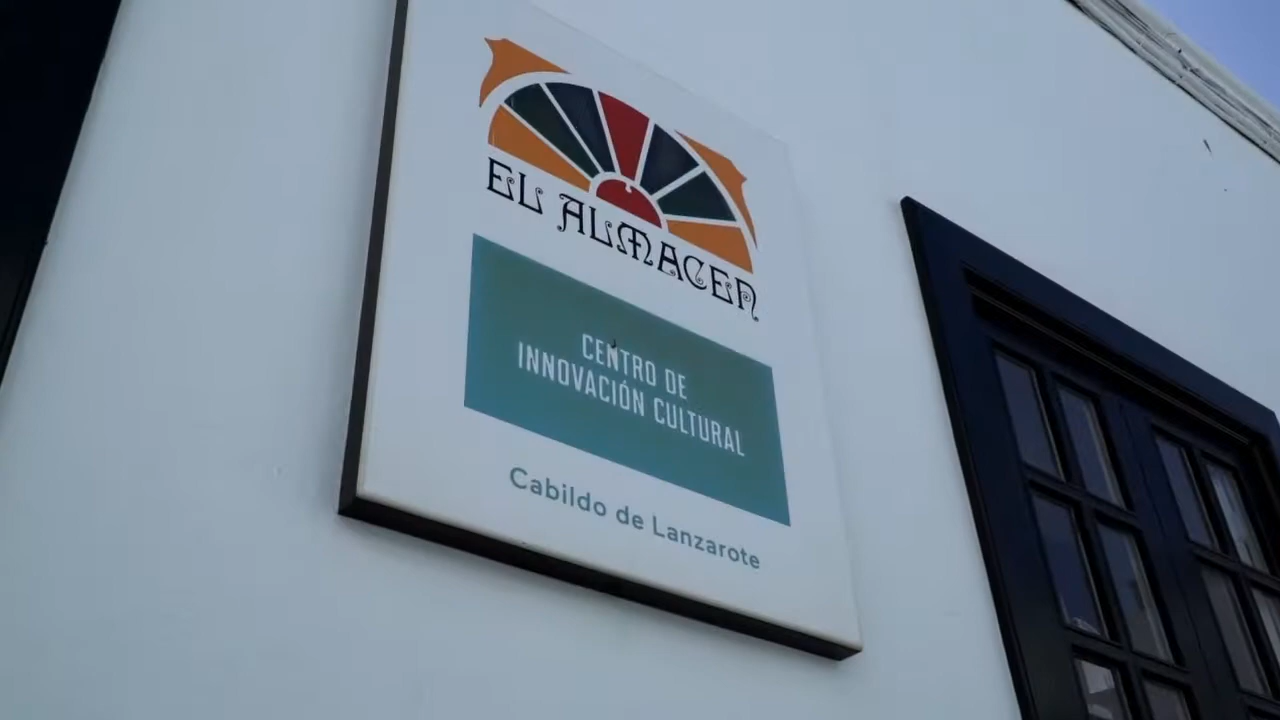 EL ALMACEN
CENTRO DE
INNOVACIÓN CULTURAL
Cabildo de Lanzarote